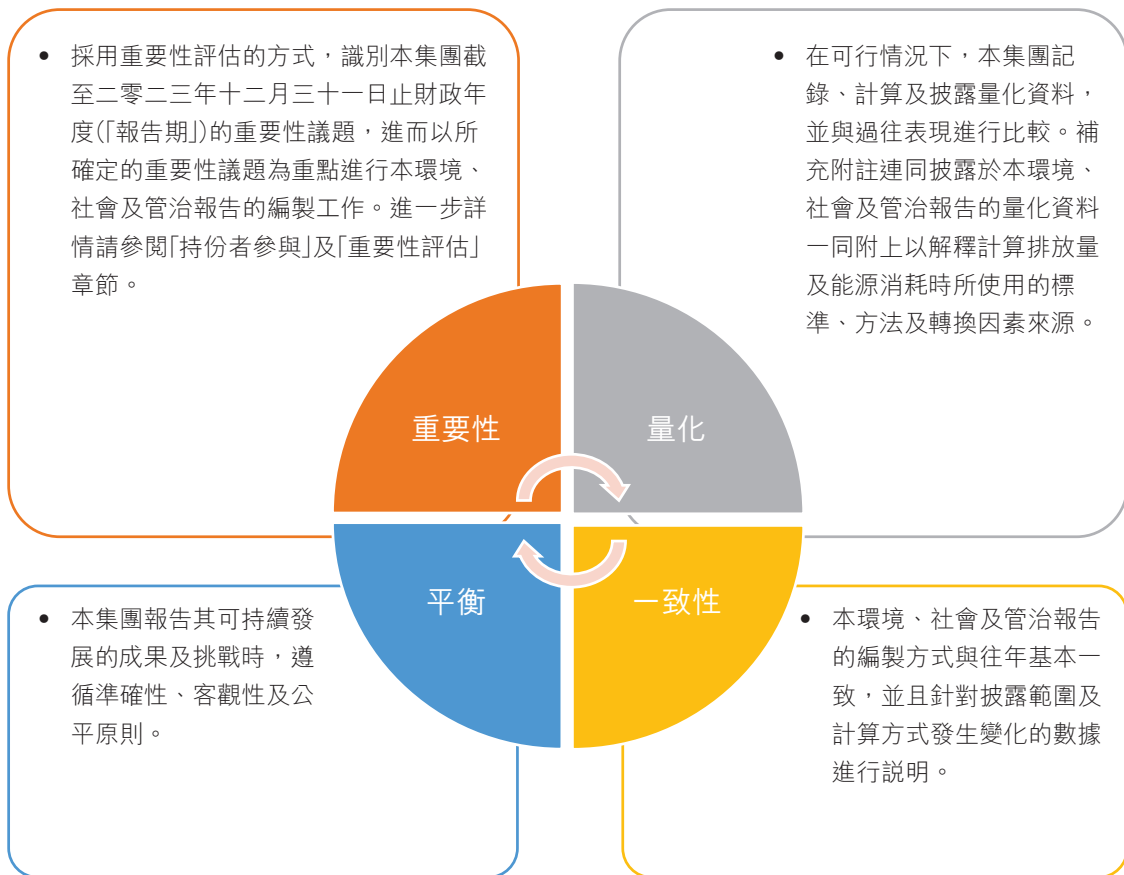 • 採用重要性評估的方式，識別本集團截
至二零二三年十二月三十一日止財政年
度(「報告期」)的重要性議題，進而以所
確定的重要性議題為重點進行本環境、
社會及管治報告的編製工作。進一步詳
情請參閱「持份者參與」及「重要性評估」
章節。
• 在可行情況下，本集團記
錄、計算及披露量化資料，
並與過往表現進行比較。補
充附註連同披露於本環境、
社會及管治報告的量化資料
一同附上以解釋計算排放量
及能源消耗時所使用的標
準、方法及轉換因素來源。
重要性
量化
平衡
一致性
• 本集團報告其可持續發
展的成果及挑戰時，遵
循準確性、客觀性及公
平原則。
• 本環境、社會及管治報告
的編製方式與往年基本一
致，並且針對披露範圍及
計算方式發生變化的數據
進行説明。